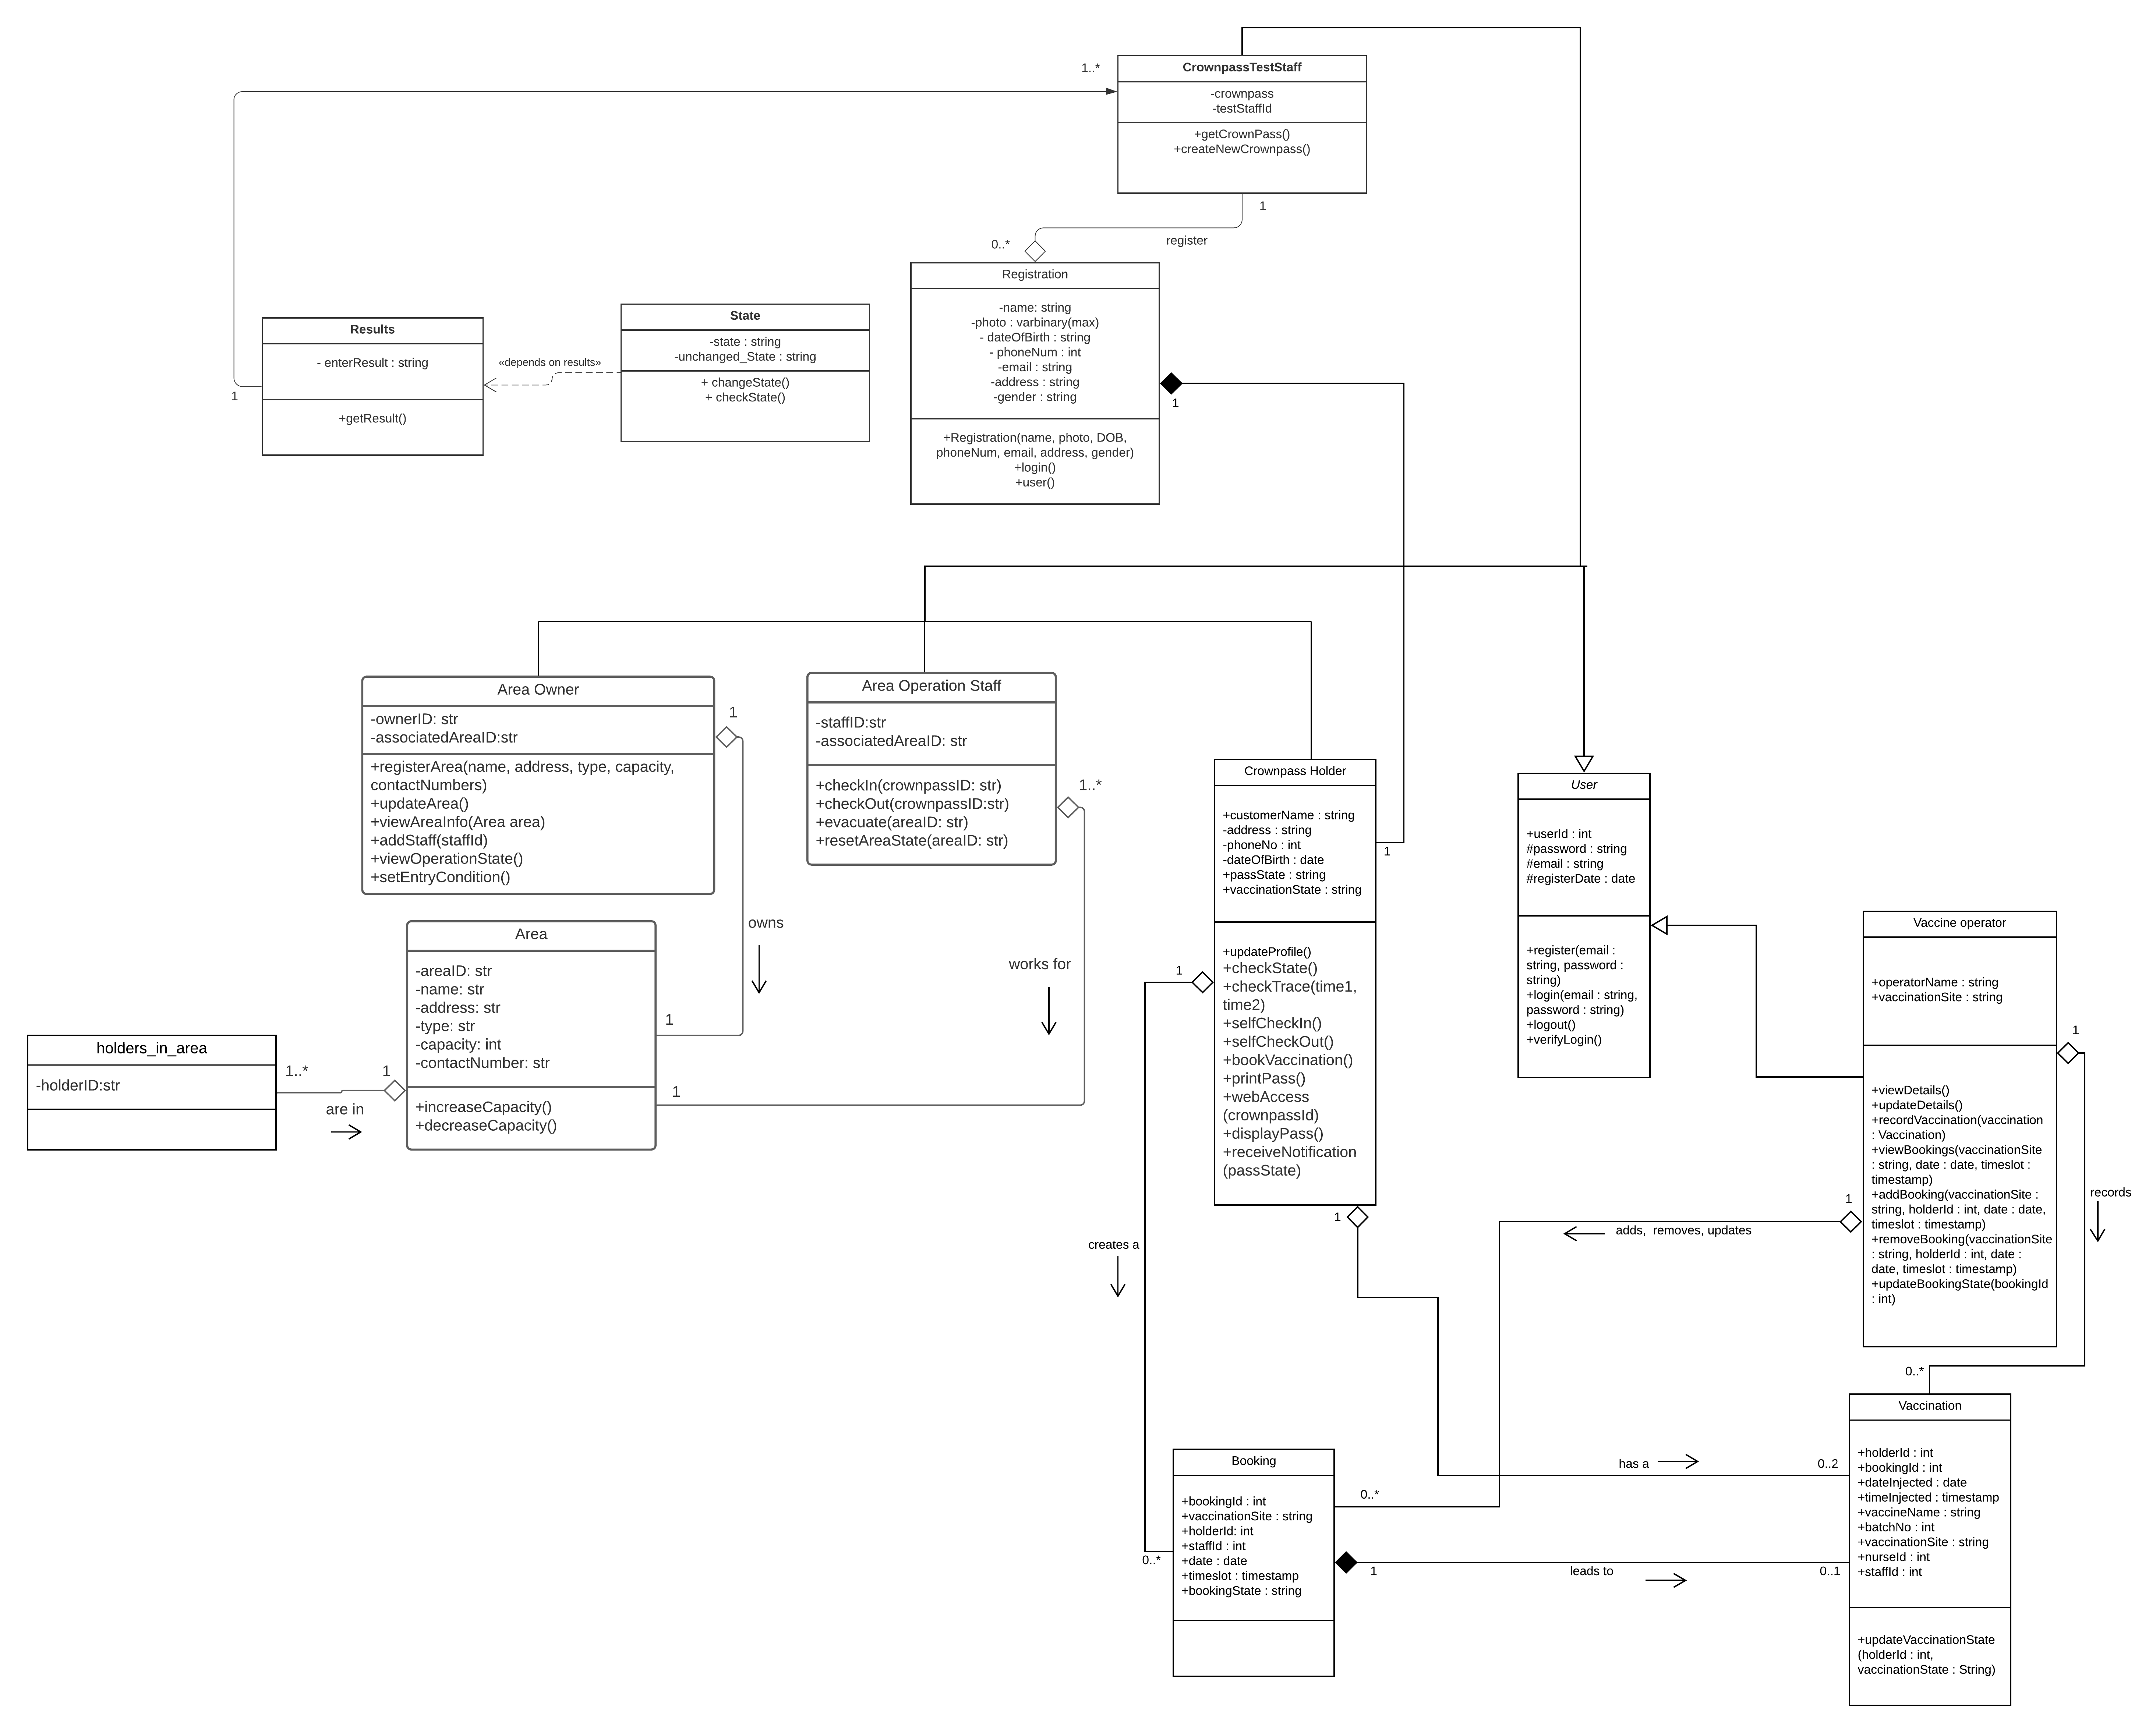 1..*
CrownpassTestStaff
-crownpass
-testStaffId
+getCrownPass()
+createNewCrownpass()
1
register
0..*
Registration
-name: string
-photo : varbinary(max)
- dateOfBirth : string
- phoneNum : int
-email : string
-address : string
-gender : string
+Registration(name, photo, DOB,
phoneNum, email, address, gender)
+login()
+user()
1
Results
- enterResult : string
+getResult()
1
«depends on results»
State
-state : string
-unchanged_State : string
+ changeState()
+ checkState()
Area Owner
-ownerID: str
-associatedAreaID:str
+registerArea(name, address, type, capacity,
contactNumbers)
+updateArea()
+viewAreaInfo(Area area)
+addStaff(staffId)
+viewOperationState()
+setEntryCondition()
1
owns
1
Area Operation Staff
-staffID:str
-associatedAreaID: str
+checkIn(crownpassID: str)
+checkOut(crownpassID:str)
+evacuate(areaID: str)
+resetAreaState(areaID: str)
1..*
works for
1
Area
-areaID: str
-name: str
-address: str
-type: str
-capacity: int
-contactNumber: str
+increaseCapacity()
+decreaseCapacity()
holders_in_area
-holderID:str
1..*
1
are in
Crownpass Holder
+customerName : string
-address : string
-phoneNo : int
-dateOfBirth : date
+passState : string
+vaccinationState : string
+updateProfile()
+checkState()
+checkTrace(time1,
time2)
+selfCheckIn()
+selfCheckOut()
+bookVaccination()
+printPass()
+webAccess
(crownpassId)
+displayPass()
+receiveNotification
(passState)
1
1
1
creates a
User
+userId : int
#password : string
#email : string
#registerDate : date
+register(email :
string, password :
string)
+login(email : string,
password : string)
+logout()
+verifyLogin()
Vaccine operator
+operatorName : string
+vaccinationSite : string
+viewDetails()
+updateDetails()
+recordVaccination(vaccination
: Vaccination)
+viewBookings(vaccinationSite
: string, date : date, timeslot :
timestamp)
+addBooking(vaccinationSite :
string, holderId : int, date : date,
timeslot : timestamp)
+removeBooking(vaccinationSite
: string, holderId : int, date :
date, timeslot : timestamp)
+updateBookingState(bookingId
: int)
1
records
1
adds,  removes, updates
0..*
Booking
+bookingId : int
+vaccinationSite : string
+holderId: int
+staffId : int
+date : date
+timeslot : timestamp
+bookingState : string
0..*
0..*
1
has a
0..2
leads to
0..1
Vaccination
+holderId : int
+bookingId : int
+dateInjected : date
+timeInjected : timestamp
+vaccineName : string
+batchNo : int
+vaccinationSite : string
+nurseId : int
+staffId : int
+updateVaccinationState
(holderId : int,
vaccinationState : String)